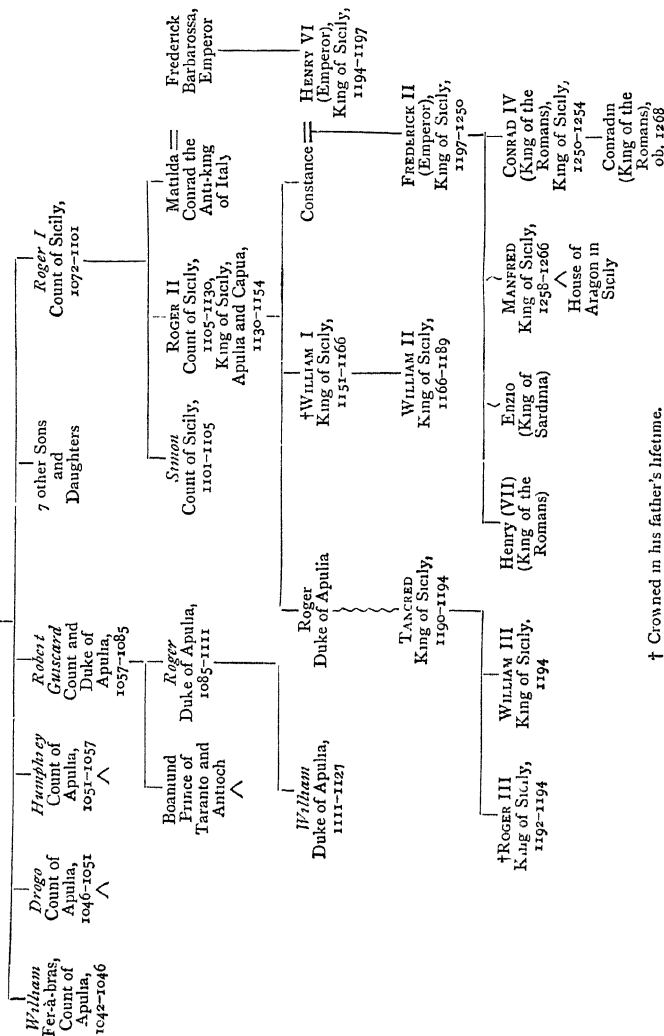 William
Fer-à-bras,
Count of
Apulia,
1042–1046
Drogo
Count of
Apulia,
1046–1051
Humphrey
Count of
Apulia,
1051–1057
Robert
Guiscard
Count and
Duke of
Apulia,
1057–1085
7 other Sons
and
Daughters
Roger I
Count of Sicily,
1072–1101
Boamund
Prince of
Taranto and
Antioch
Roger
Duke of Apulia,
1085–1111
Simon
Count of Sicily,
1101–1105
ROGER II
Count of Sicily,
1105–1130,
King of Sicily,
Apulia and Capua,
1130–1154
Matilda =
Conrad the
Anti-king
of Italy
Frederick
Barbarossa,
Emperor
William
Duke of Apulia,
1111–1127
Roger
Duke of Apulia
†WILLIAM I
King of Sicily,
1151–1166
Constance =
HENRY VI
(Emperor),
King of Sicily,
1194–1197
TANCRED
King of Sicily,
1190–1194
WILLIAM II
King of Sicily,
1166–1189
FREDERICK II
(Emperor),
King of Sicily,
1197–1250
†ROGER III
King of Sicily,
1192–1194
WILLIAM III
King of Sicily,
1194
Henry (VII)
(King of the
Romans)
Enzio
(King of
Sardinia)
MANFRED
King of Sicily,
1258–1266
House of
Aragon in
Sicily
CONRAD IV
(King of the
Romans),
King of Sicily,
1250–1254
Conradin
(King of the
Romans),
ob. 1268
† Crowned in his father's lifetime.